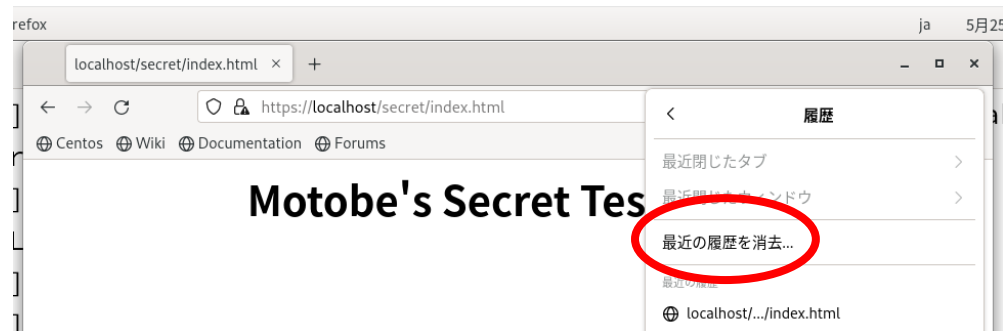 refox ja 5月25
localhost/secret/index.html × +
https://localhost/secret/index.html
Centos Wiki Documentation Forums
Motobe's Secret Tes
履歴
最近閉じたタブ
最近閉じたウィンドウ
最近の履歴を消去...
最近の履歴
localhost/.../index.html